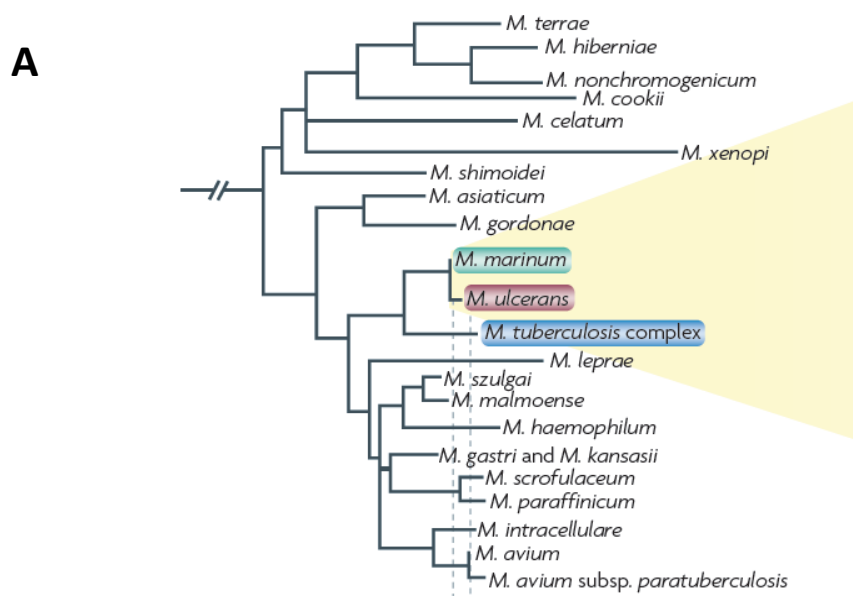 A
M. terrae
M. hiberniae
M. nonchromogenicum
M. cookii
M. celatum
M. xenopi
M. shimoidei
M. asiaticum
M. gordonae
M. marinum
M. ulcerans
M. tuberculosis complex
M. leprae
M. szulgai
M. malmoense
M. haemophilum
M. gastri and M. kansasii
M. scrofulaceum
M. paraffinicum
M. intracellulare
M. avium
M. avium subsp. paratuberculosis